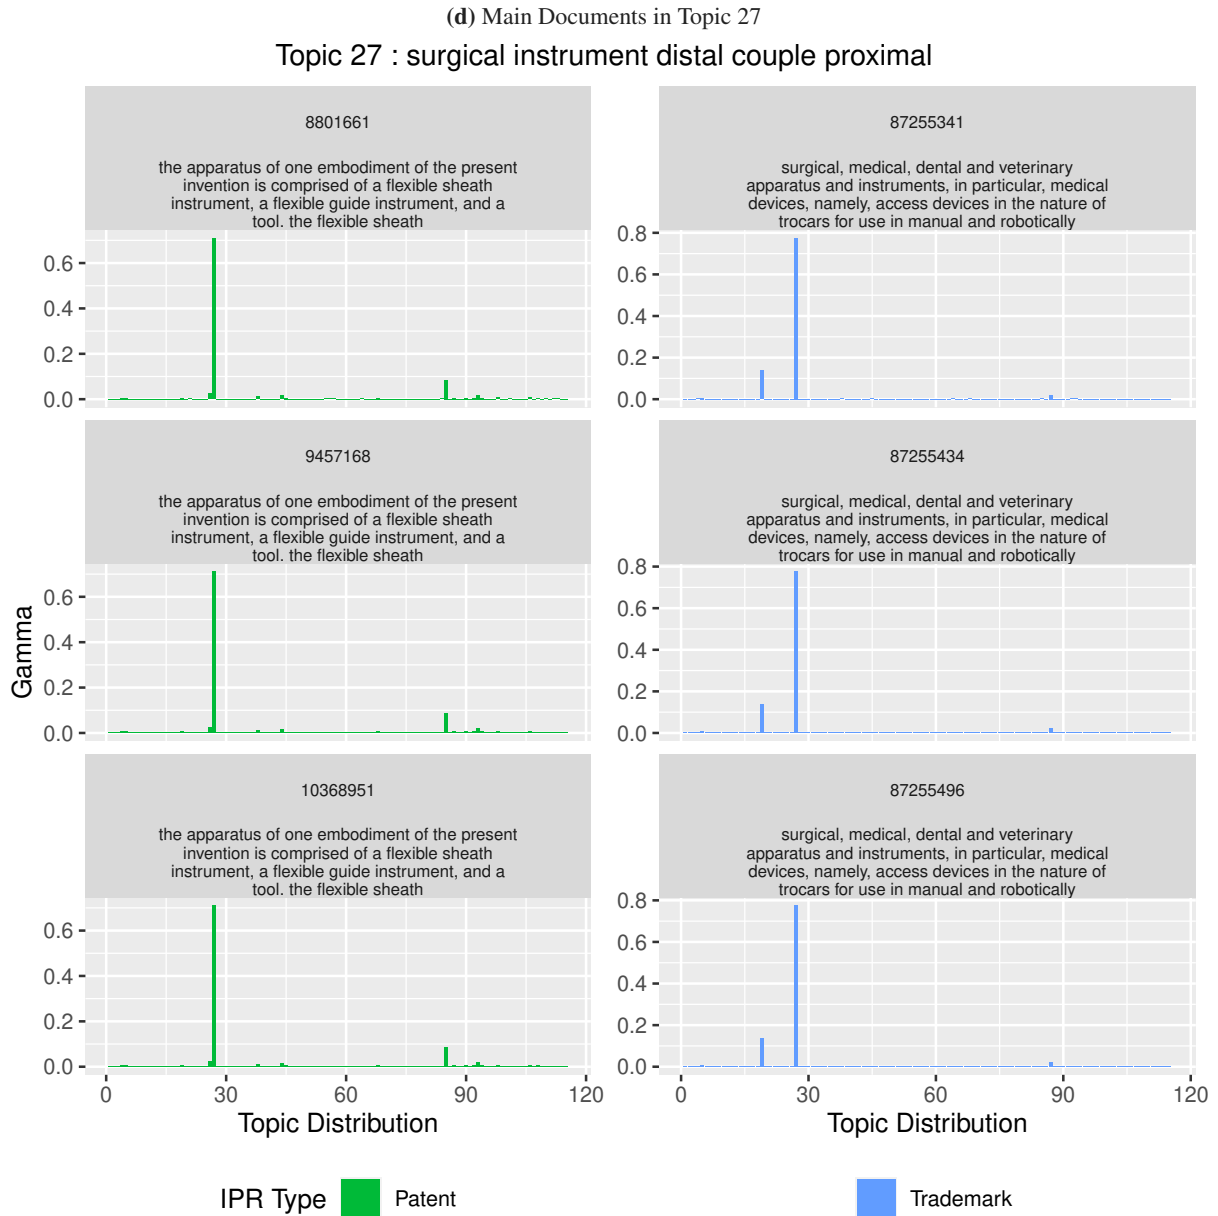 (d) Main Documents in Topic 27
Topic 27 : surgical instrument distal couple proximal
8801661
the apparatus of one embodiment of the present
invention is comprised of a flexible sheath
instrument, a flexible guide instrument, and a
tool. the flexible sheath
87255341
surgical, medical, dental and veterinary
apparatus and instruments, in particular, medical
devices, namely, access devices in the nature of
trocars for use in manual and robotically
0.6
0.4
0.2
0.0
0.8
0.6
0.4
0.2
0.0
9457168
the apparatus of one embodiment of the present
invention is comprised of a flexible sheath
instrument, a flexible guide instrument, and a
tool. the flexible sheath
87255434
surgical, medical, dental and veterinary
apparatus and instruments, in particular, medical
devices, namely, access devices in the nature of
trocars for use in manual and robotically
Gamma
0.6
0.4
0.2
0.0
0.8
0.6
0.4
0.2
0.0
10368951
the apparatus of one embodiment of the present
invention is comprised of a flexible sheath
instrument, a flexible guide instrument, and a
tool. the flexible sheath
87255496
surgical, medical, dental and veterinary
apparatus and instruments, in particular, medical
devices, namely, access devices in the nature of
trocars for use in manual and robotically
0.6
0.4
0.2
0.0
0.8
0.6
0.4
0.2
0.0
0 30 60 90 120
0 30 60 90 120
Topic Distribution
Topic Distribution
IPR Type Patent Trademark